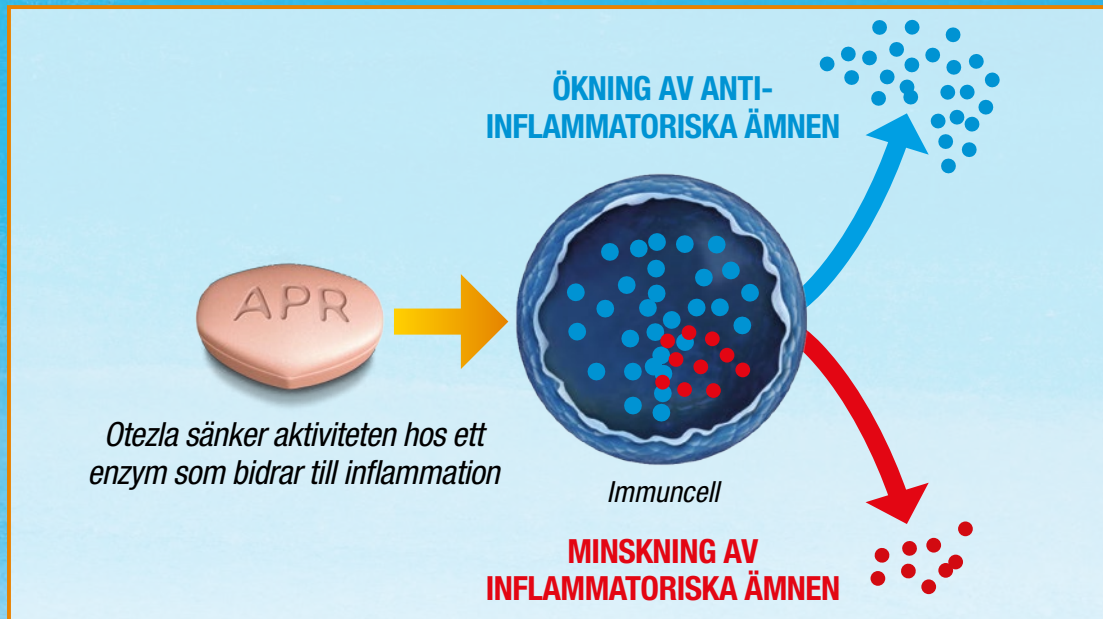 ÖKNING AV ANTI-
INFLAMMATORISKA ÄMNEN
APR
Otezla sänker aktiviteten hos ett
enzym som bidrar till inflammation
Immuncell
MINSKNING AV
INFLAMMATORISKA ÄMNEN